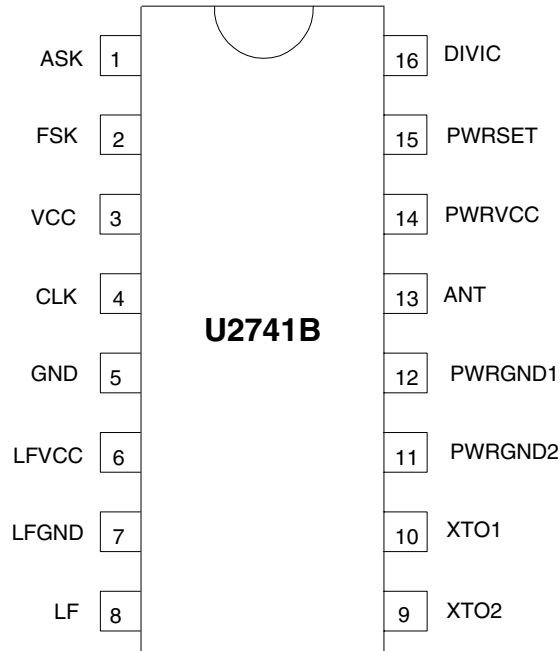 ASK 1 16 DIVIC
FSK 2 15 PWRSET
VCC 3 14 PWRVCC
CLK 4 13 ANT
U2741B
GND 5 12 PWRGND1
LFVCC 6 11 PWRGND2
LFGND 7 10 XTO1
LF 8 9 XTO2